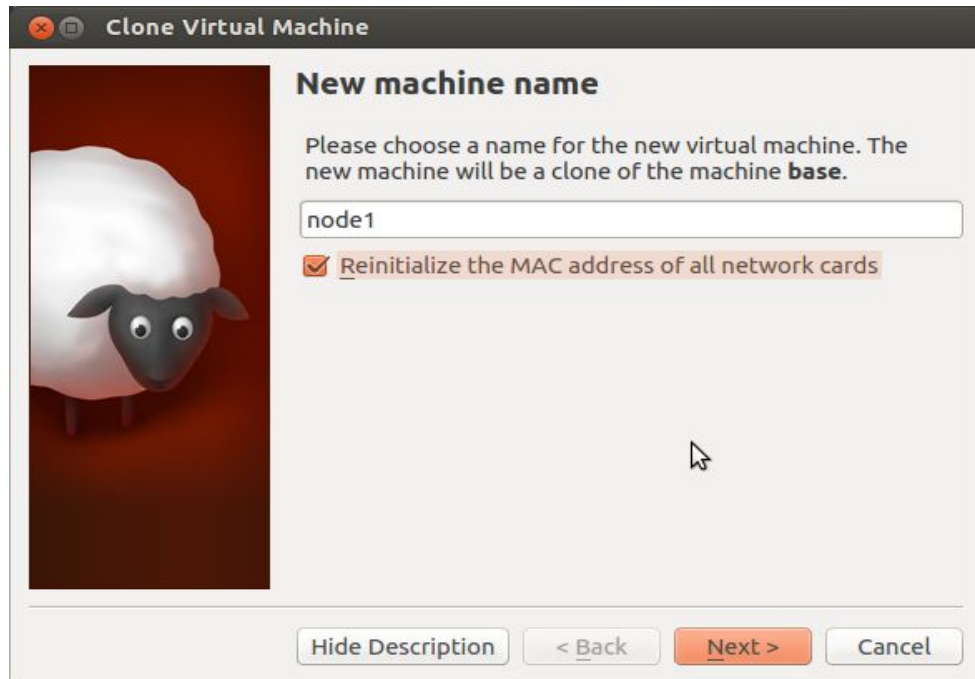 Clone Virtual Machine
New machine name
Please choose a name for the new virtual machine. The
new machine will be a clone of the machine base.
node1
Reinitialize the MAC address of all network cards
Hide Description
< Back
Next >
Cancel